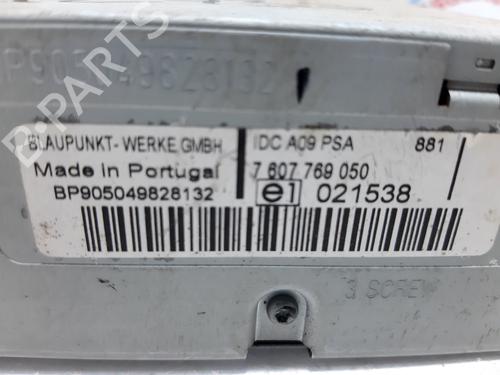 BLAUPUNKT-WERKE GMBH
IDC A09 PSA 881
Made in Portugal
7 607 769 050
BP905049828132
e1 021538
3 SCREW